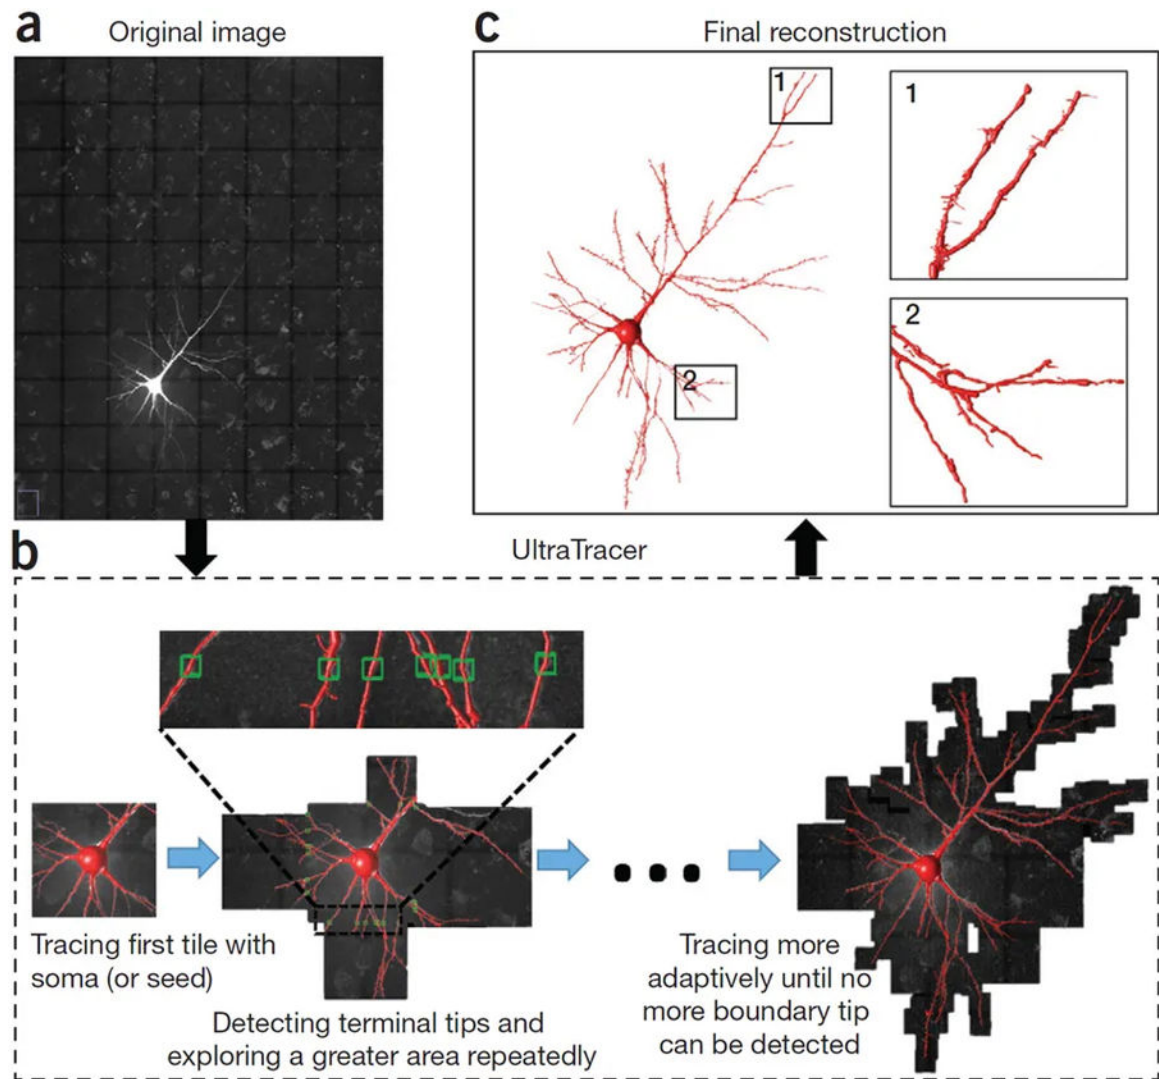 a
Original image
c
Final reconstruction
1
1
2
2
b
UltraTracer
Tracing first tile with
soma (or seed)
Detecting terminal tips and
exploring a greater area repeatedly
Tracing more
adaptively until no
more boundary tip
can be detected